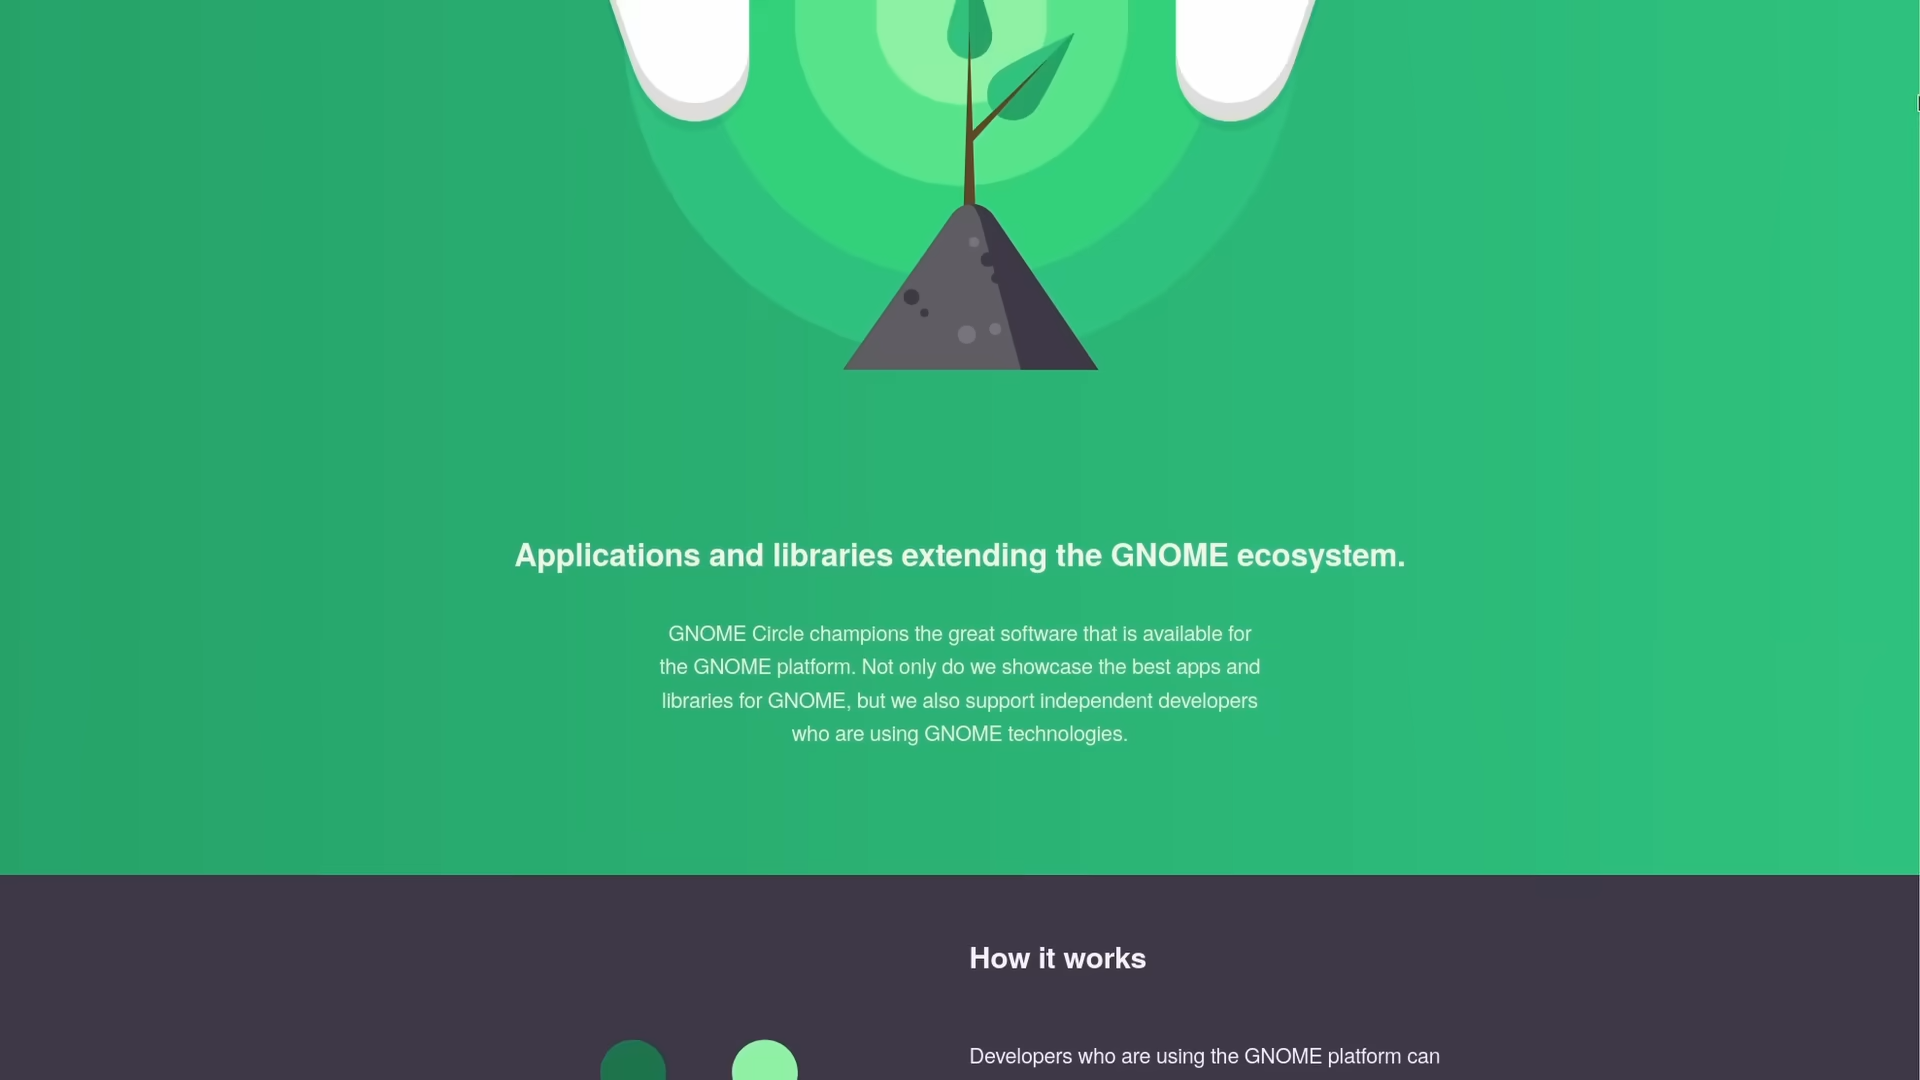 Applications and libraries extending the GNOME ecosystem.
GNOME Circle champions the great software that is available for
the GNOME platform. Not only do we showcase the best apps and
libraries for GNOME, but we also support independent developers
who are using GNOME technologies.
How it works
Developers who are using the GNOME platform can